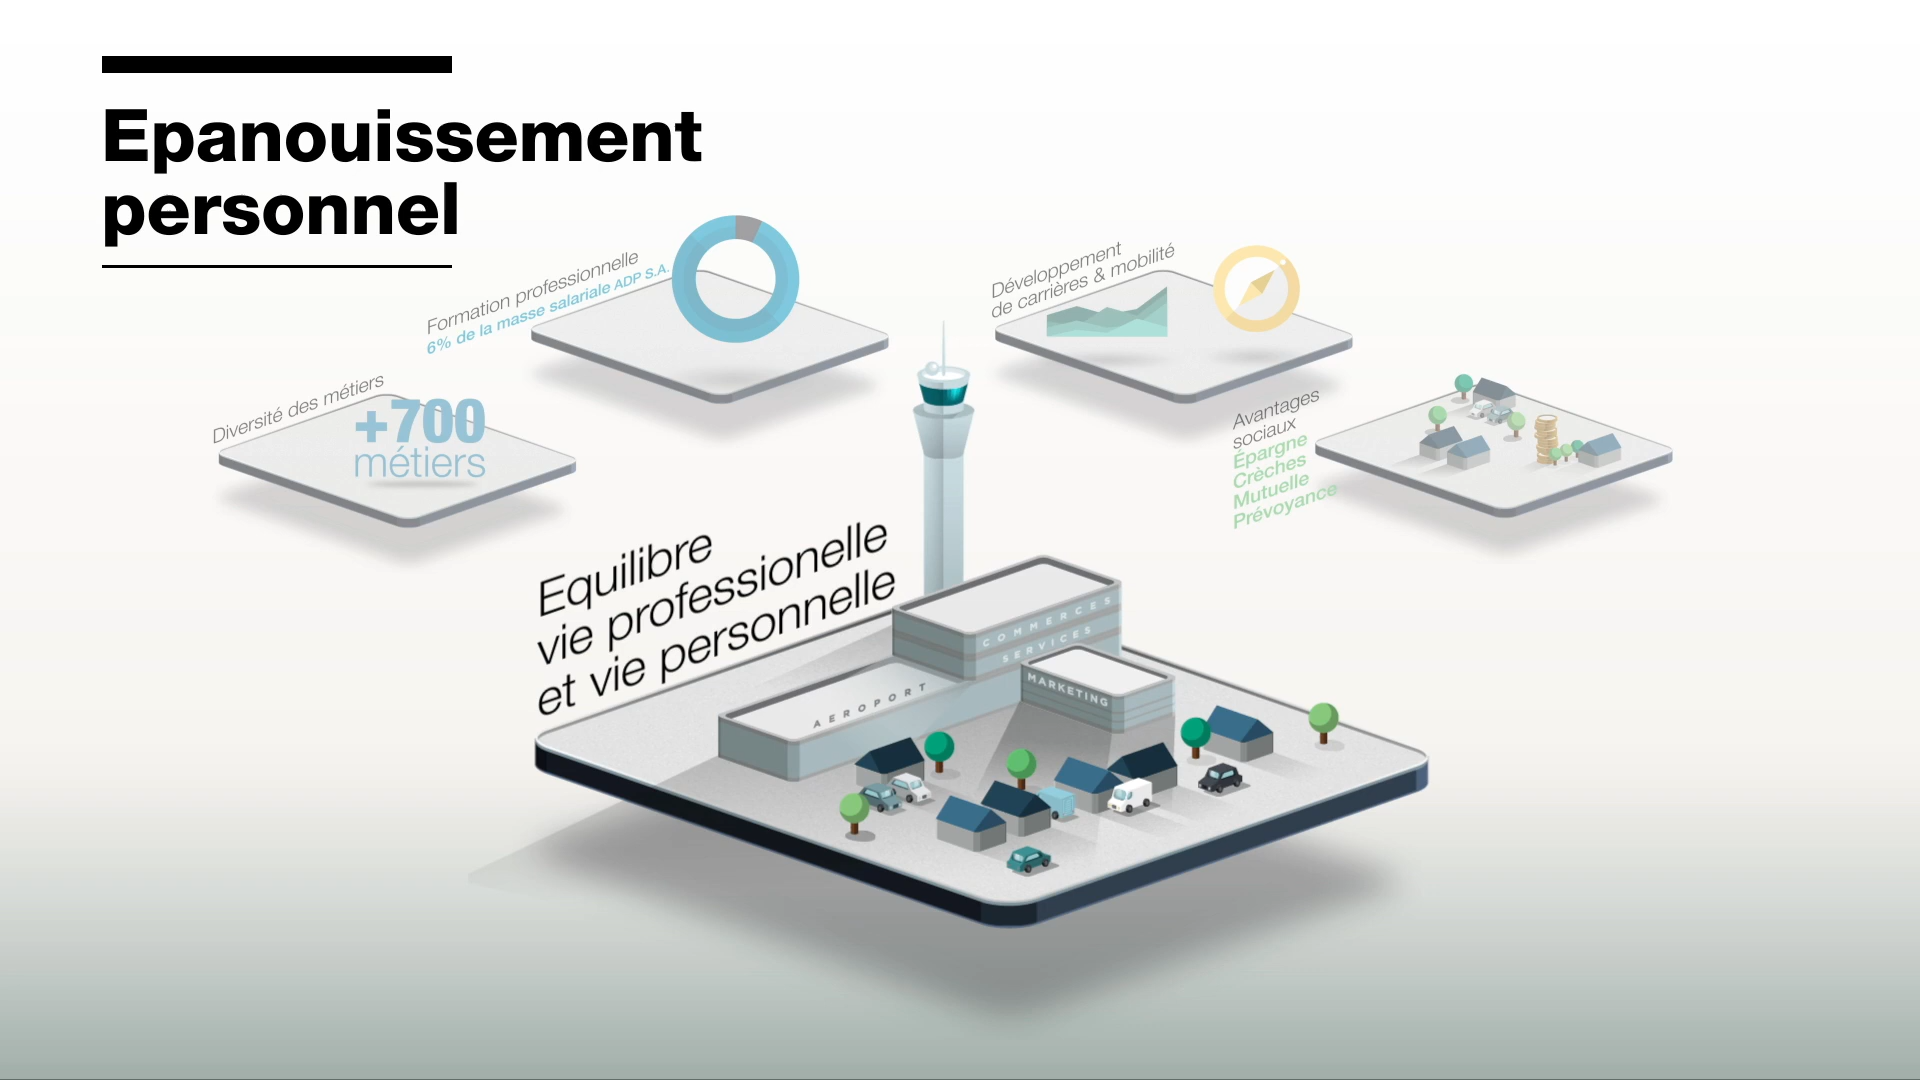 Epanouissement
personnel
Formation professionnelle
6% de la masse salariale ADP S.A.
Développement
de carrières & mobilité
Diversité des métiers
+700
métiers
Avantages
sociaux
Épargne
Crèches
Mutuelle
Prévoyance
Equilibre
vie professionelle
et vie personnelle
COMMERCES
SERVICES
MARKETING
AEROPORT